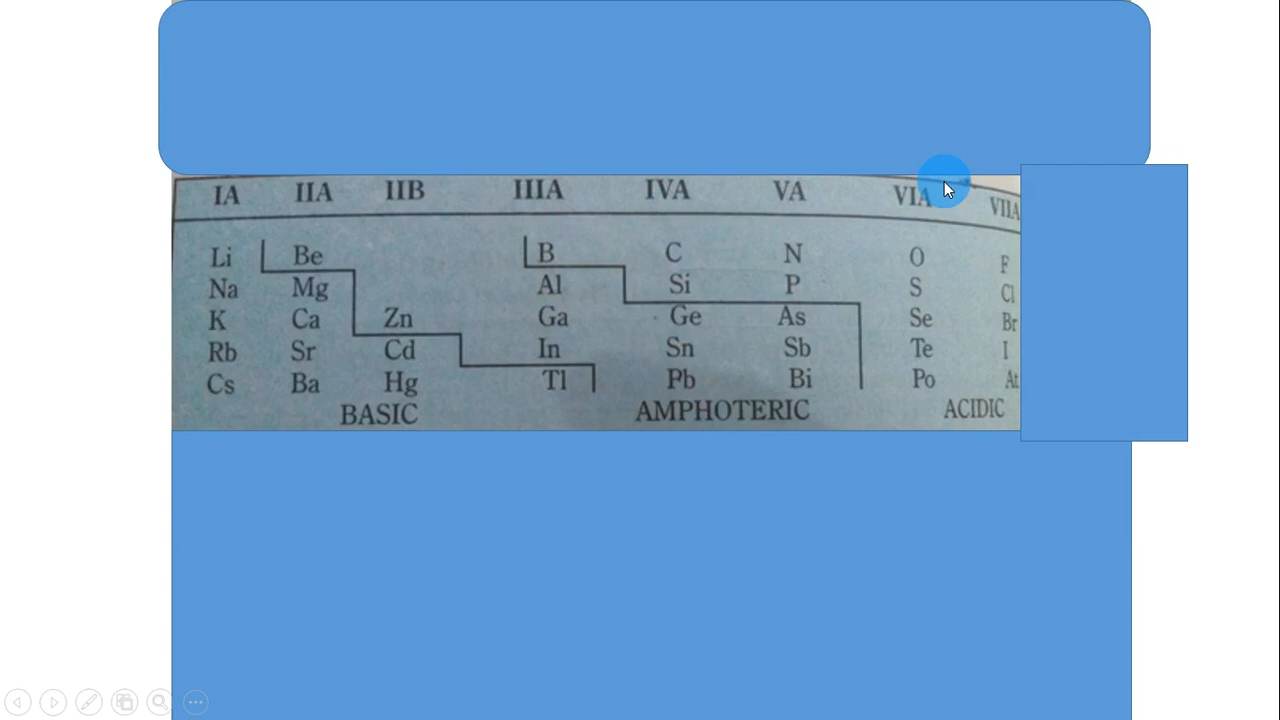 IA IIA IIB IIIA IVA VA VIA VIIA
Li Be B C N O F
Na Mg Al Si P S Cl
K Ca Zn Ga Ge As Se Br
Rb Sr Cd In Sn Sb Te I
Cs Ba Hg Tl Pb Bi Po At
BASIC AMPHOTERIC ACIDIC